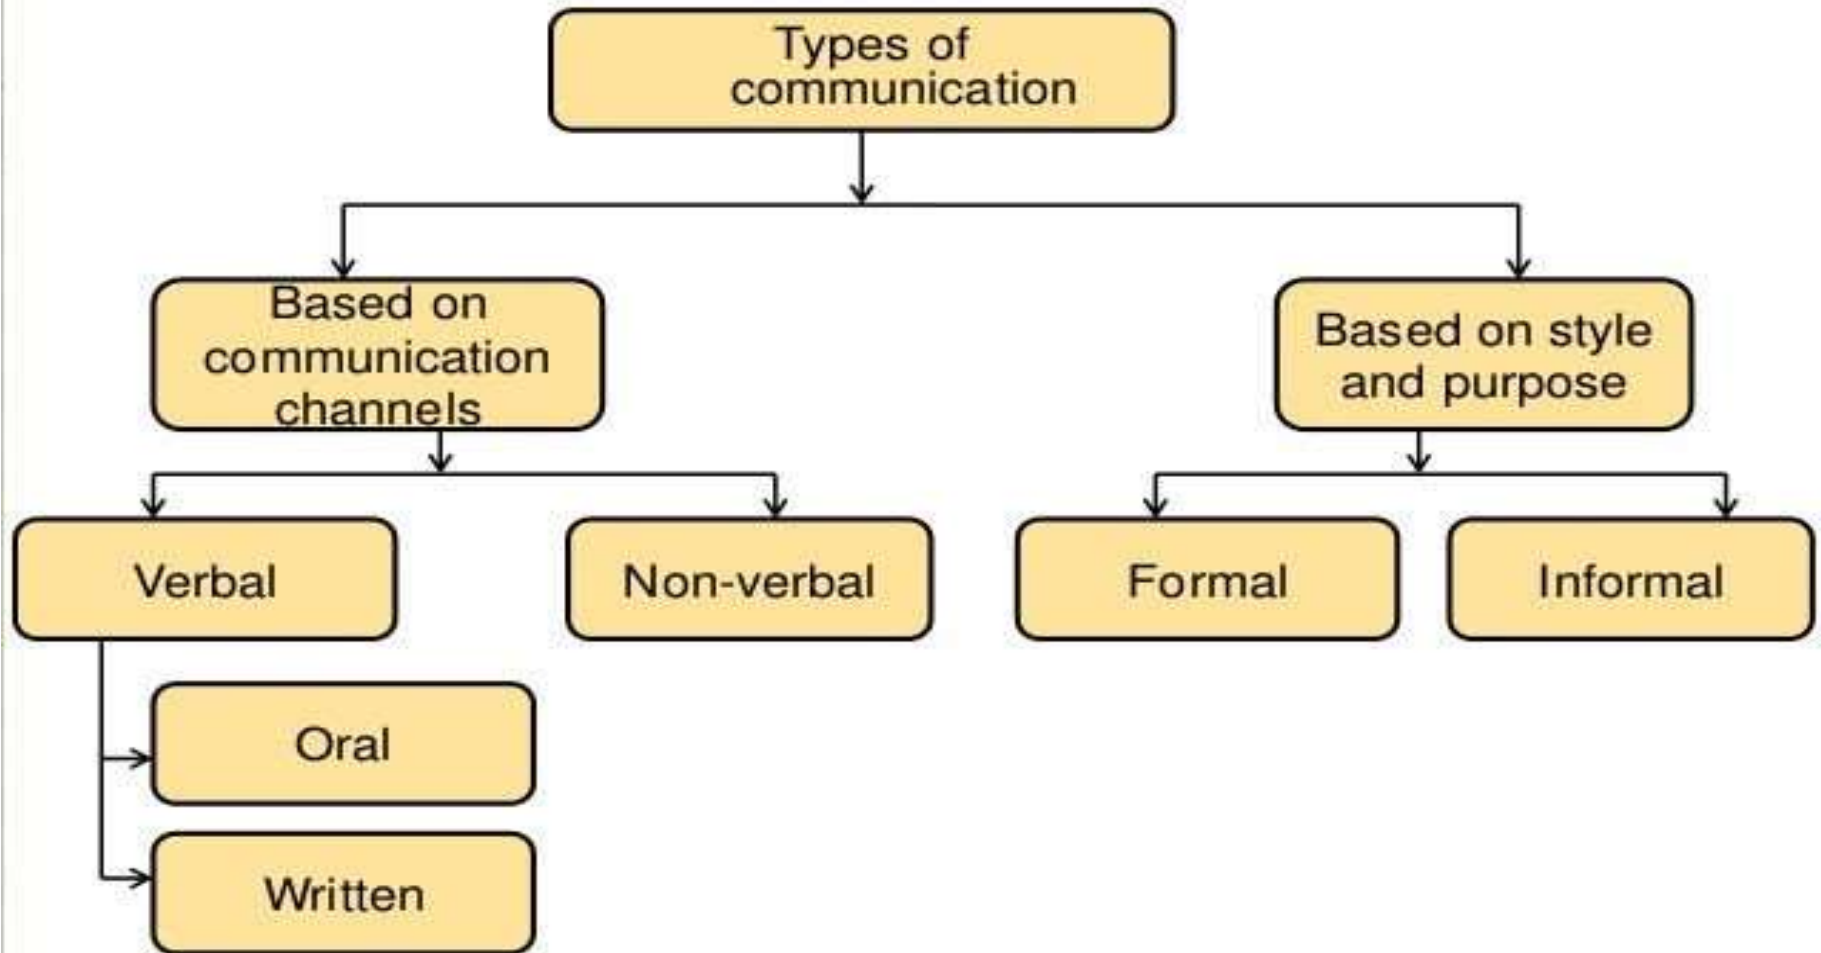 Types of
communication
Based on
communication
channels
Based on style
and purpose
Verbal
Non-verbal
Formal
Informal
Oral
Written